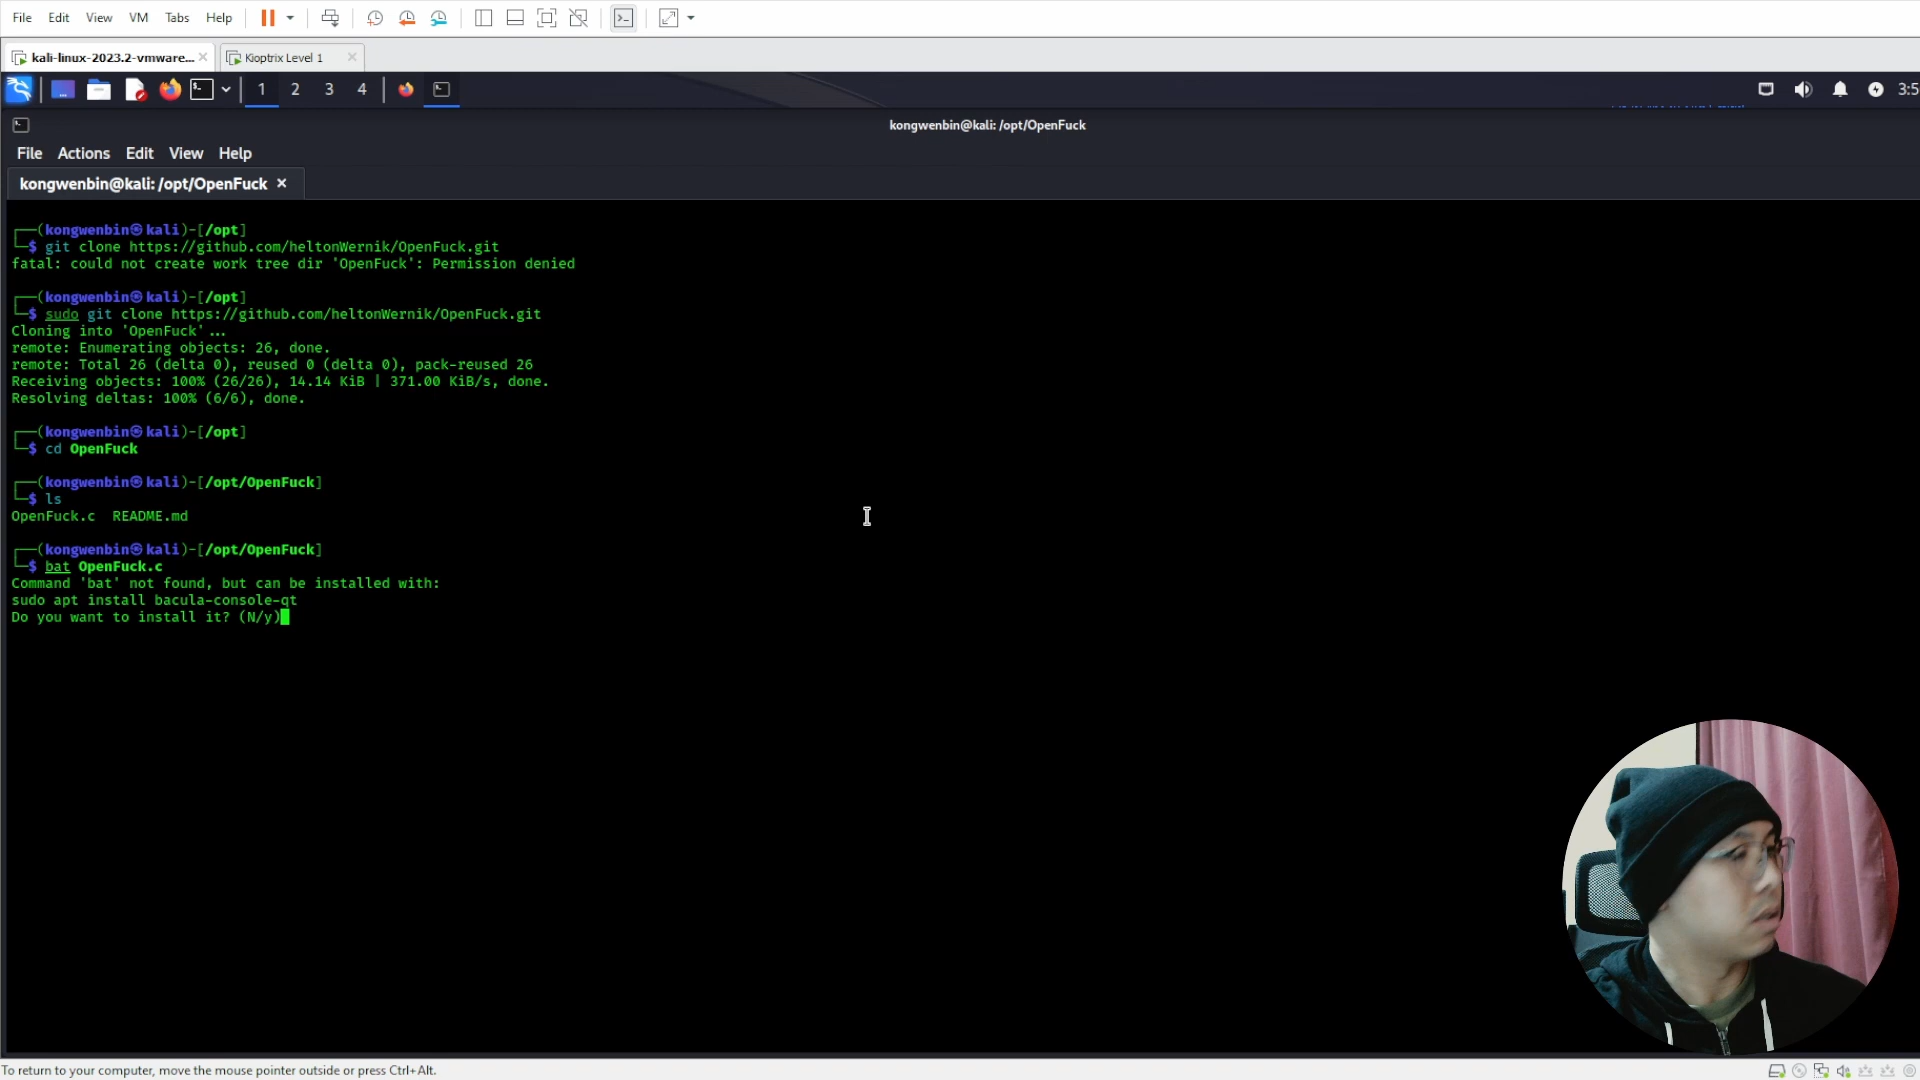 File Edit View VM Tabs Help
kali-linux-2023.2-vmware... Kioptrix Level 1
1 2 3 4 3:5
kongwenbin@kali: /opt/OpenFuck
File Actions Edit View Help
kongwenbin@kali: /opt/OpenFuck
┌──(kongwenbin㉿kali)-[/opt]
└─$ git clone https://github.com/heltonWernik/OpenFuck.git
fatal: could not create work tree dir 'OpenFuck': Permission denied
┌──(kongwenbin㉿kali)-[/opt]
└─$ sudo git clone https://github.com/heltonWernik/OpenFuck.git
Cloning into 'OpenFuck'...
remote: Enumerating objects: 26, done.
remote: Total 26 (delta 0), reused 0 (delta 0), pack-reused 26
Receiving objects: 100% (26/26), 14.14 KiB | 371.00 KiB/s, done.
Resolving deltas: 100% (6/6), done.
┌──(kongwenbin㉿kali)-[/opt]
└─$ cd OpenFuck
┌──(kongwenbin㉿kali)-[/opt/OpenFuck]
└─$ ls
OpenFuck.c  README.md
┌──(kongwenbin㉿kali)-[/opt/OpenFuck]
└─$ bat OpenFuck.c
Command 'bat' not found, but can be installed with:
sudo apt install bacula-console-qt
Do you want to install it? (N/y)
To return to your computer, move the mouse pointer outside or press Ctrl+Alt.